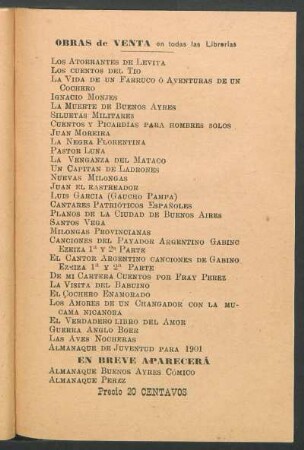 OBRAS de VENTA en todas las Librerias
LOS ATORRANTES DE LEVITA
LOS CUENTOS DEL TIO
LA VIDA DE UN FARRUCO Ó AVENTURAS DE UN
COCHERO
IGNACIO MONJES
LA MUERTE DE BUENOS AYRES
SILUETAS MILITARES
CUENTOS Y PICARDIAS PARA HOMBRES SOLOS
JUAN MOREIRA
LA NEGRA FLORENTINA
PASTOR LUNA
LA VENGANZA DEL MATACO
UN CAPITAN DE LADRONES
NUEVAS MILONGAS
JUAN EL RASTREADOR
LUIS GARCIA (GAUCHO PAMPA)
CANTARES PATRIÓTICOS ESPAÑOLES
PLANOS DE LA CIUDAD DE BUENOS AIRES
SANTOS VEGA
MILONGAS PROVINCIANAS
CANCIONES DEL PAYADOR ARGENTINO GABINO
EZEIZA 1ª Y 2ª PARTE
EL CANTOR ARGENTINO CANCIONES DE GABINO
EZEIZA 1ª Y 2ª PARTE
DE MI CARTERA CUENTOS POR FRAY PEREZ
LA VISITA DEL BABUINO
EL COCHERO ENAMORADO
LOS AMORES DE UN CHANGADOR CON LA MU-
CAMA NICANORA
EL VERDADERO LIBRO DEL AMOR
GUERRA ANGLO BOER
LAS AVES NOCHERAS
ALMANAQUE DE JUVENTUD PARA 1901
EN BREVE APARECERÁ
ALMANAQUE BUENOS AYRES CÓMICO
ALMANAQUE PEREZ
Precio 20 CENTAVOS